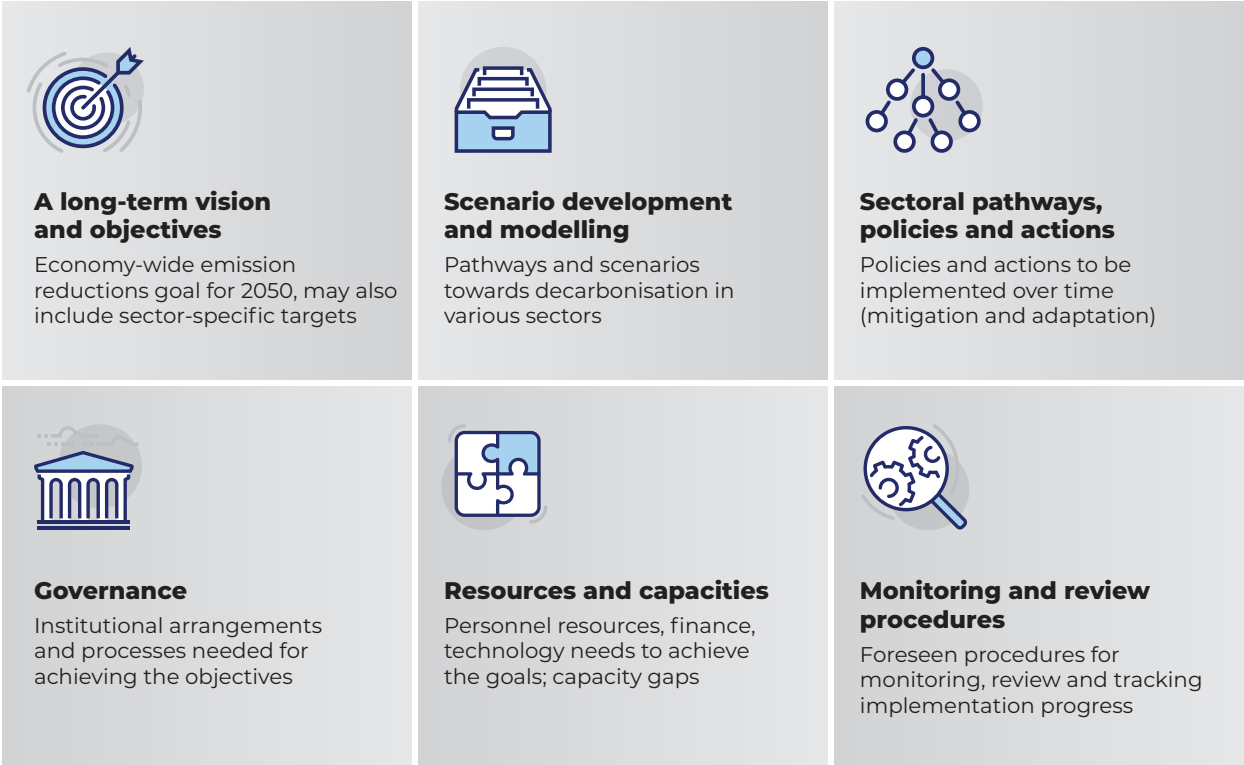 A long-term vision
and objectives
Economy-wide emission
reductions goal for 2050, may also
include sector-specific targets
Scenario development
and modelling
Pathways and scenarios
towards decarbonisation in
various sectors
Sectoral pathways,
policies and actions
Policies and actions to be
implemented over time
(mitigation and adaptation)
Governance
Institutional arrangements
and processes needed for
achieving the objectives
Resources and capacities
Personnel resources, finance,
technology needs to achieve
the goals; capacity gaps
Monitoring and review
procedures
Foreseen procedures for
monitoring, review and tracking
implementation progress